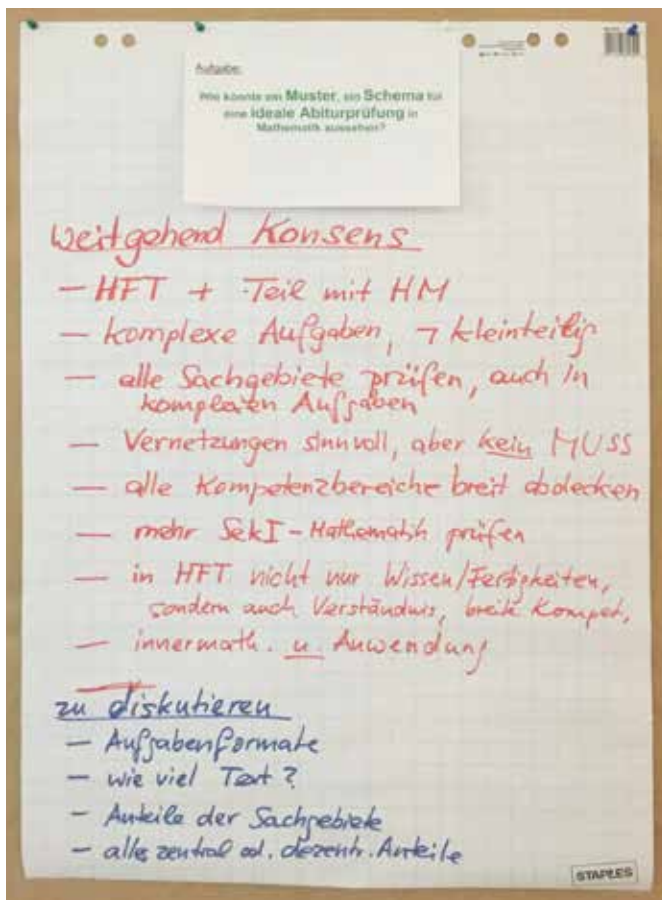 Aufgabe:
Wie könnte ein Muster, ein Schema für
eine ideale Abiturprüfung in
Mathematik aussehen?
weitgehend Konsens
- HFT + Teil mit HM
- komplexe Aufgaben, ¬ kleinteilig
- alle Sachgebiete prüfen, auch in
komplexen Aufgaben
- Vernetzungen sinnvoll, aber kein MUSS
- alle Kompetenzbereiche breit abdecken
- mehr SekI-Mathematik prüfen
- in HFT nicht nur Wissen/Fertigkeiten,
sondern auch Verständnis, breite Kompet.
- innermath. u. Anwendung
zu diskutieren
- Aufgabenformate
- wie viel Text?
- Anteile der Sachgebiete
- alles zentral od. dezentr. Anteile
STAPLES